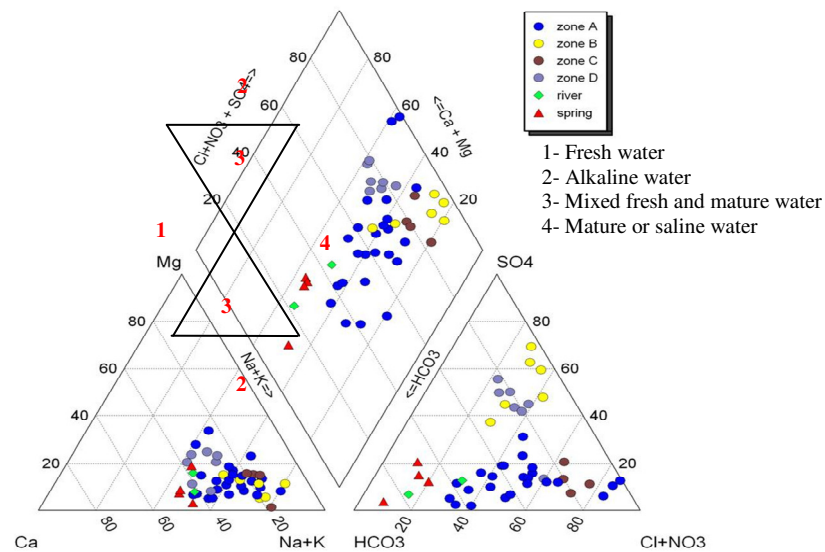 zone A
zone B
zone C
zone D
river
spring
1- Fresh water
2- Alkaline water
3- Mixed fresh and mature water
4- Mature or saline water
80
80
2
Cl+NO3 + SO4=>
<=Ca + Mg
60
60
40
3
40
20
20
1
4
Mg
SO4
3
80
80
Na+K=>
<=HCO3
60
2
60
40
40
20
20
80
60
40
20
20
40
60
80
Ca
Na+K
HCO3
Cl+NO3